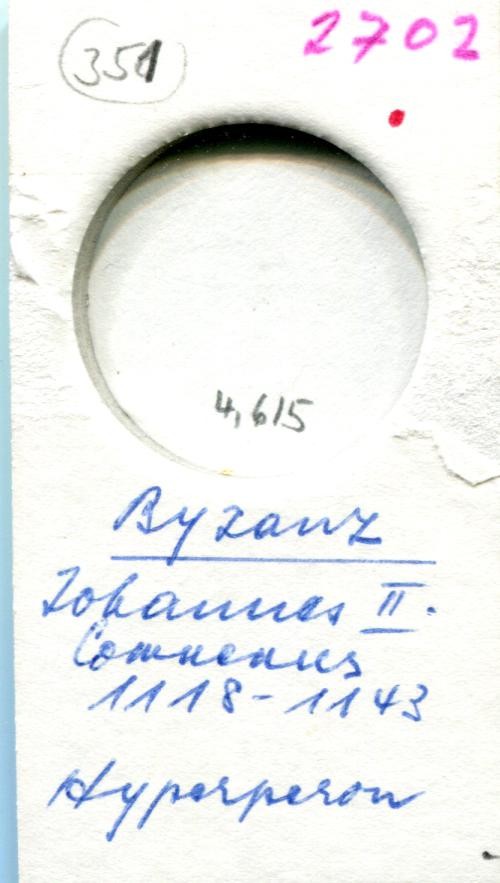 351 2702
4,615
Byzanz
Johannes II.
Comnenus
1118-1143
Hyperperon